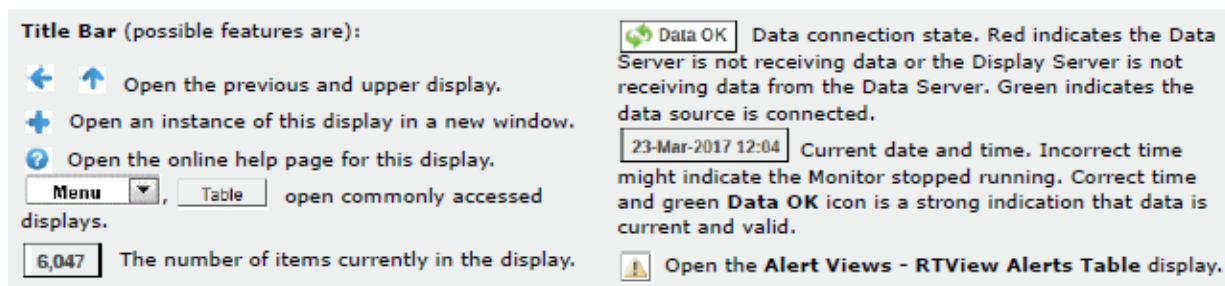 Title Bar (possible features are):
Open the previous and upper display.
Open an instance of this display in a new window.
? Open the online help page for this display.
Menu , Table open commonly accessed
displays.
6,047 The number of items currently in the display.
Data OK Data connection state. Red indicates the Data
Server is not receiving data or the Display Server is not
receiving data from the Data Server. Green indicates the
data source is connected.
23-Mar-2017 12:04 Current date and time. Incorrect time
might indicate the Monitor stopped running. Correct time
and green Data OK icon is a strong indication that data is
current and valid.
Open the Alert Views - RTView Alerts Table display.